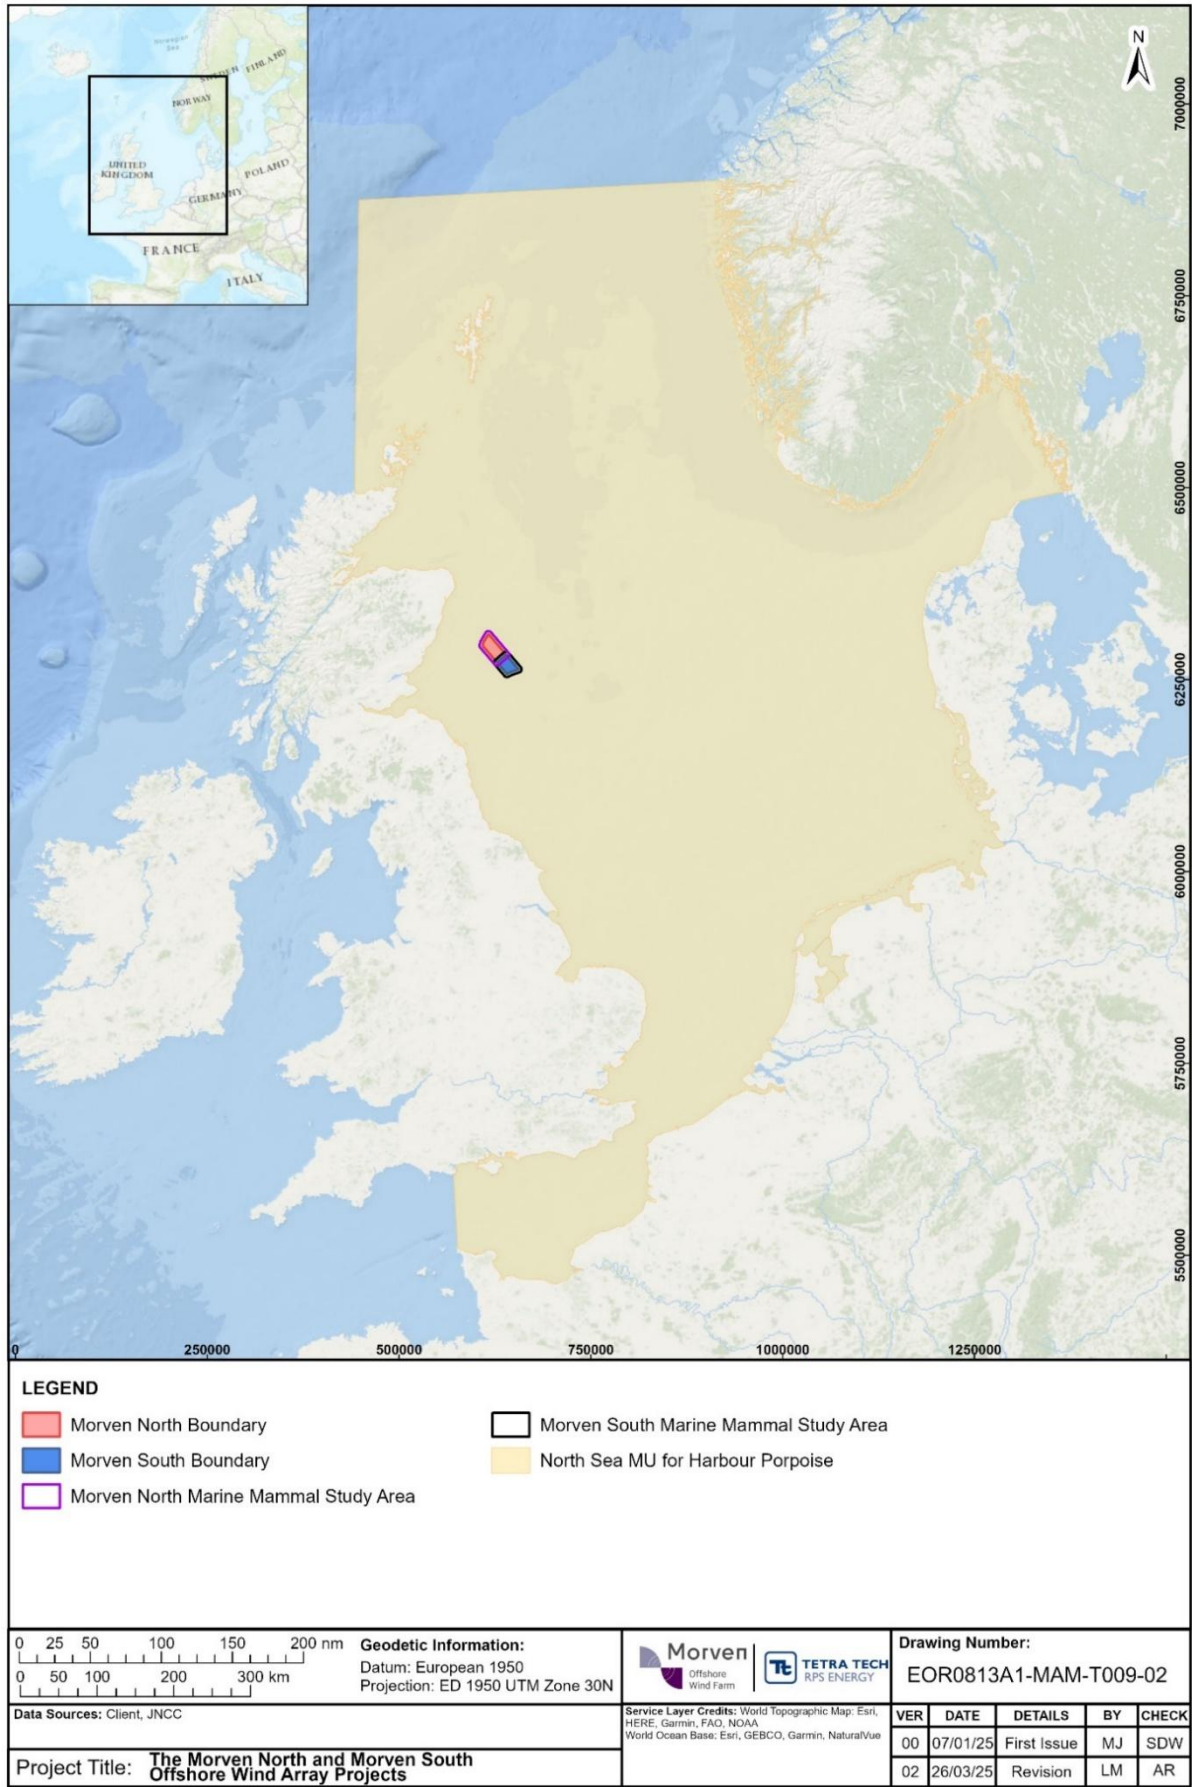 Norwegian
Sea
SWEDEN
FINLAND
NORWAY
UNITED
KINGDOM
POLAND
GERMANY
FRANCE
ITALY
N
7000000
6750000
6500000
6250000
6000000
5750000
5500000
0
250000
500000
750000
1000000
1250000
LEGEND
Morven North Boundary
Morven South Boundary
Morven North Marine Mammal Study Area
Morven South Marine Mammal Study Area
North Sea MU for Harbour Porpoise
0 25 50 100 150 200 nm
0 50 100 200 300 km
Geodetic Information:
Datum: European 1950
Projection: ED 1950 UTM Zone 30N
Data Sources: Client, JNCC
Project Title: The Morven North and Morven South
Offshore Wind Array Projects
Morven
Offshore
Wind Farm
Tt TETRA TECH
RPS ENERGY
Service Layer Credits: World Topographic Map: Esri,
HERE, Garmin, FAO, NOAA
World Ocean Base: Esri, GEBCO, Garmin, NaturalVue
Drawing Number:
EOR0813A1-MAM-T009-02
VER DATE DETAILS BY CHECK
00 07/01/25 First Issue MJ SDW
02 26/03/25 Revision LM AR